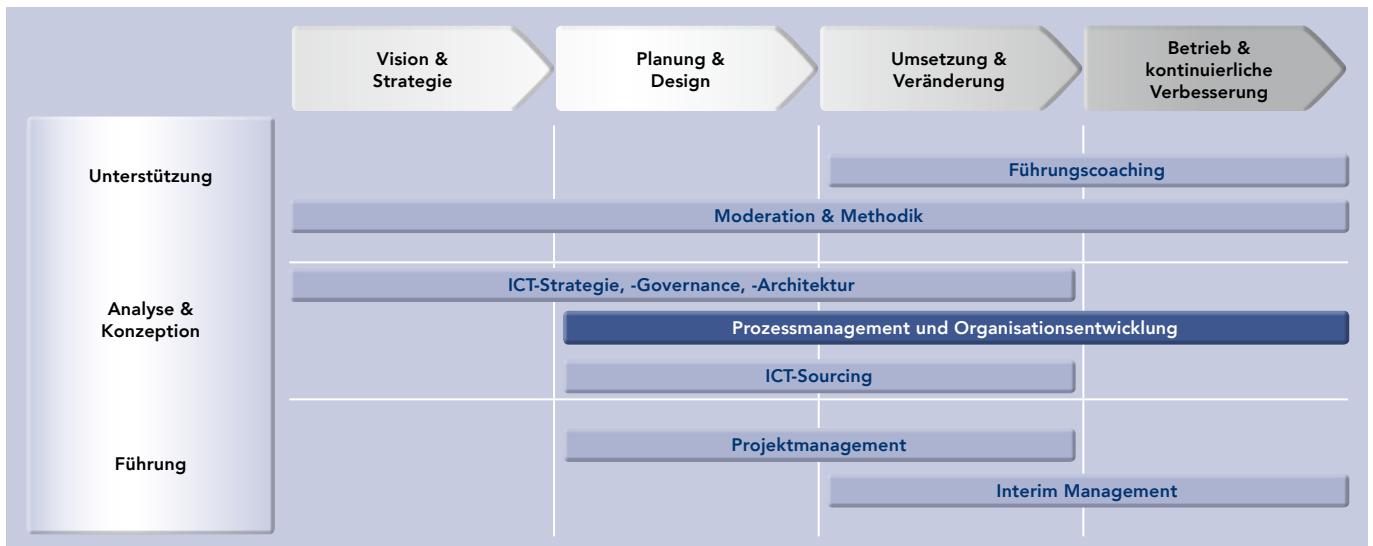 Vision &
Strategie
Planung &
Design
Umsetzung &
Veränderung
Betrieb &
kontinuierliche
Verbesserung
Unterstützung
Führungscoaching
Moderation & Methodik
Analyse &
Konzeption
ICT-Strategie, -Governance, -Architektur
Prozessmanagement und Organisationsentwicklung
ICT-Sourcing
Führung
Projektmanagement
Interim Management